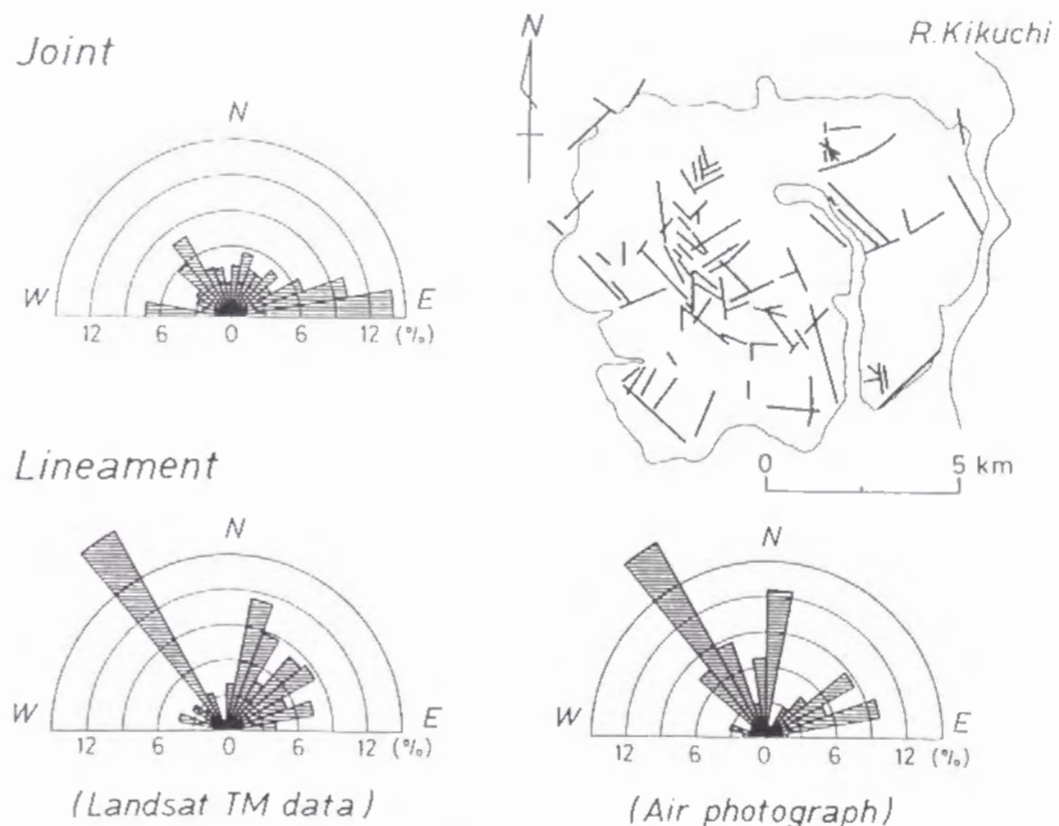 Joint
N
W E
12 6 0 6 12 (%)
N
R.Kikuchi
0 5 km
Lineament
N
W E
12 6 0 6 12 (%)
(Landsat TM data)
N
W E
12 6 0 6 12 (%)
(Air photograph)